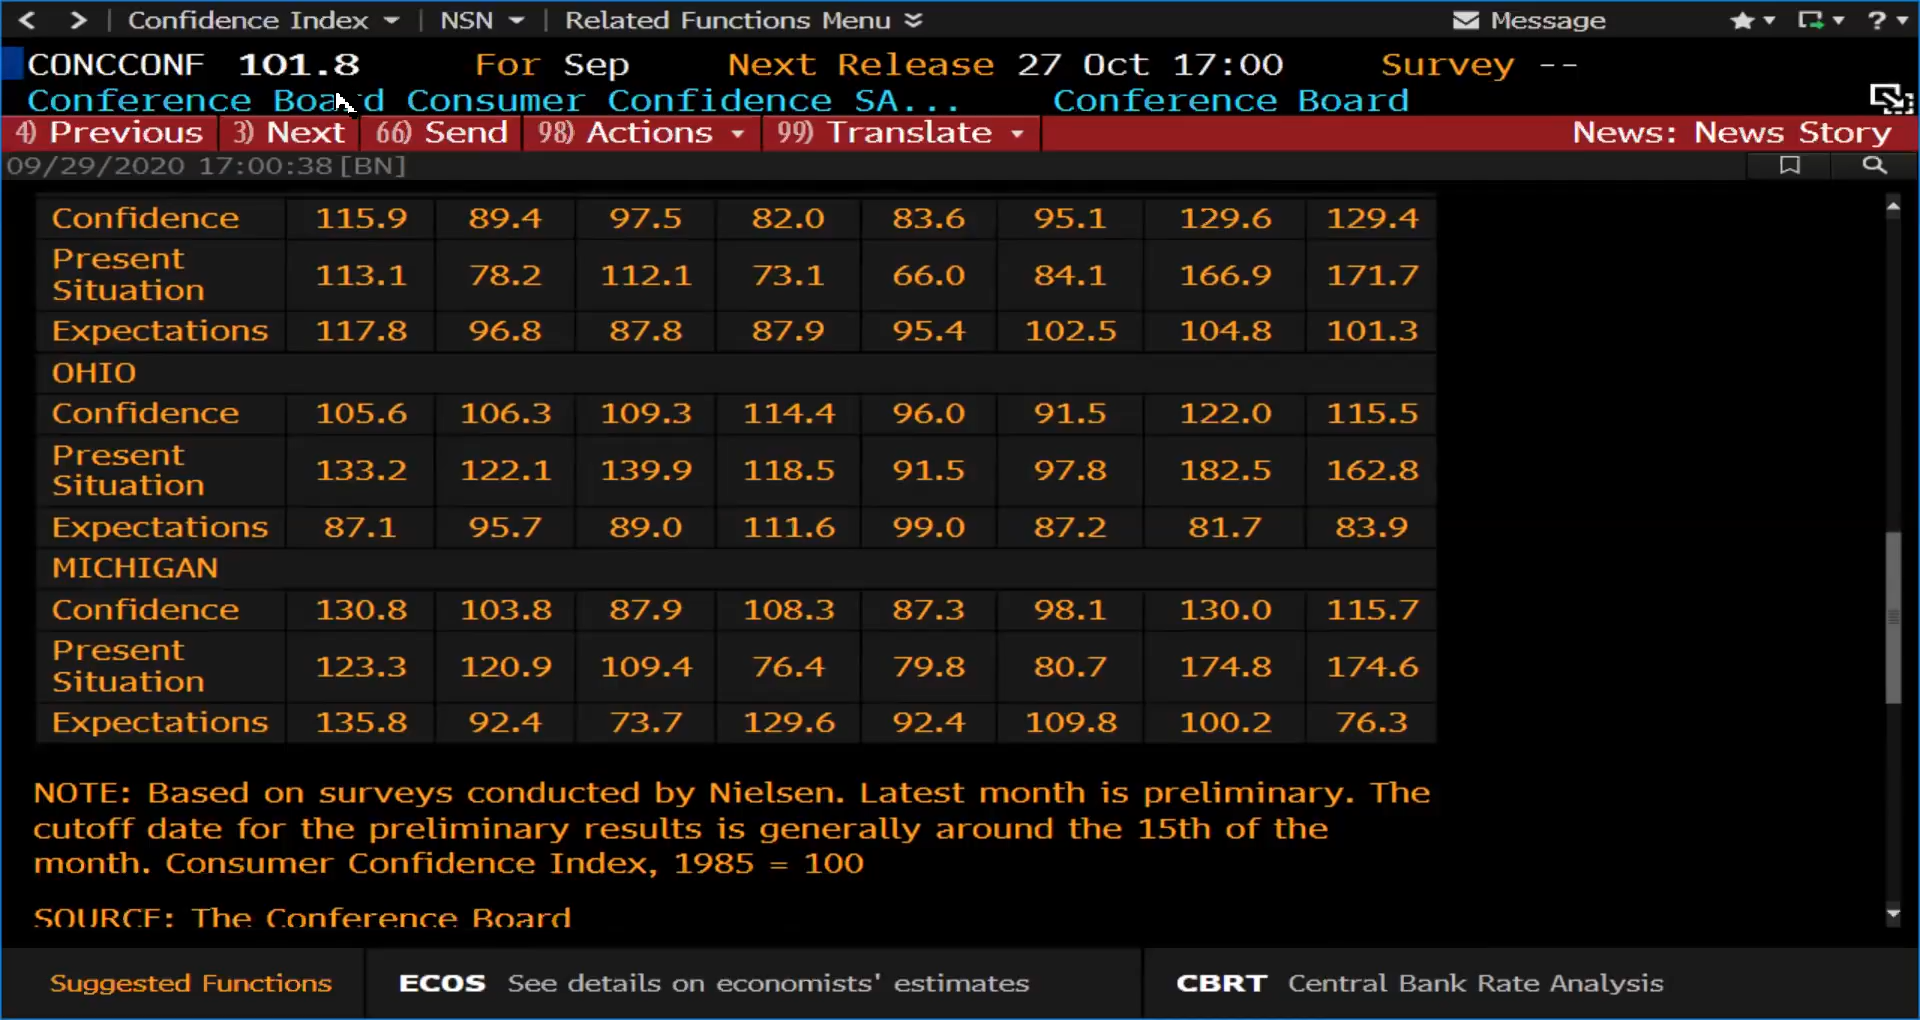 Confidence Index NSN Related Functions Menu Message ?
CONCCONF 101.8 For Sep Next Release 27 Oct 17:00 Survey --
Conference Board Consumer Confidence SA... Conference Board
4) Previous 3) Next 66) Send 98) Actions 99) Translate News: News Story
09/29/2020 17:00:38 [BN]
Confidence 115.9 89.4 97.5 82.0 83.6 95.1 129.6 129.4
Present
Situation 113.1 78.2 112.1 73.1 66.0 84.1 166.9 171.7
Expectations 117.8 96.8 87.8 87.9 95.4 102.5 104.8 101.3
OHIO
Confidence 105.6 106.3 109.3 114.4 96.0 91.5 122.0 115.5
Present
Situation 133.2 122.1 139.9 118.5 91.5 97.8 182.5 162.8
Expectations 87.1 95.7 89.0 111.6 99.0 87.2 81.7 83.9
MICHIGAN
Confidence 130.8 103.8 87.9 108.3 87.3 98.1 130.0 115.7
Present
Situation 123.3 120.9 109.4 76.4 79.8 80.7 174.8 174.6
Expectations 135.8 92.4 73.7 129.6 92.4 109.8 100.2 76.3
NOTE: Based on surveys conducted by Nielsen. Latest month is preliminary. The
cutoff date for the preliminary results is generally around the 15th of the
month. Consumer Confidence Index, 1985 = 100
SOURCE: The Conference Board
Suggested Functions ECOS See details on economists' estimates CBRT Central Bank Rate Analysis